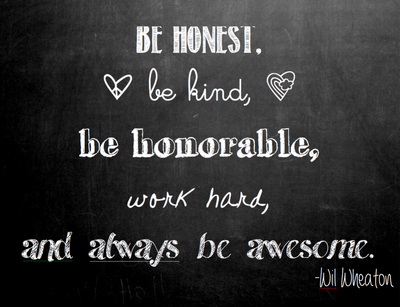 BE HONEST,
be kind,
be honorable,
work hard,
and always be awesome.
-Wil Wheaton